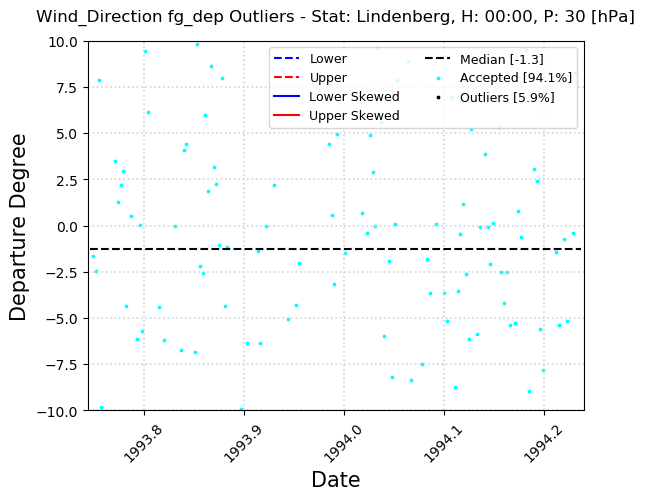 Wind_Direction fg_dep Outliers - Stat: Lindenberg, H: 00:00, P: 30 [hPa]
Lower
Upper
Lower Skewed
Upper Skewed
Median [-1.3]
Accepted [94.1%]
Outliers [5.9%]
Departure Degree
10.0
7.5
5.0
2.5
0.0
−2.5
−5.0
−7.5
−10.0
1993.8
1993.9
1994.0
1994.1
1994.2
Date